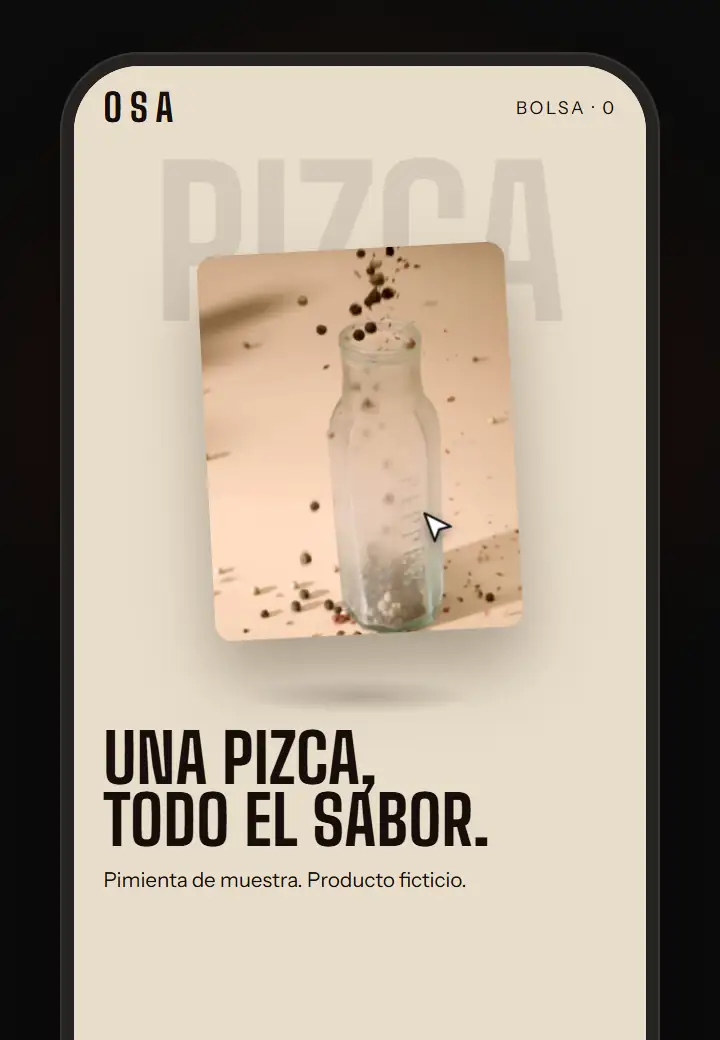 OSA
BOLSA · 0
PIZCA
UNA PIZCA,
TODO EL SABOR.
Pimienta de muestra. Producto ficticio.